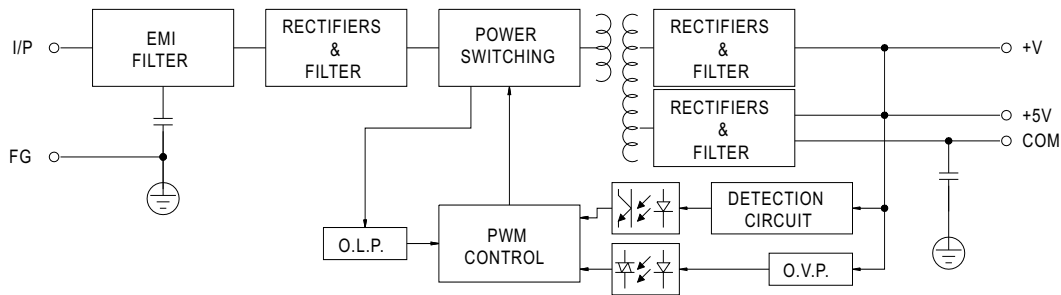 I/P
EMI
FILTER
RECTIFIERS
&
FILTER
POWER
SWITCHING
RECTIFIERS
&
FILTER
+V
RECTIFIERS
&
FILTER
+5V
COM
FG
DETECTION
CIRCUIT
O.L.P.
PWM
CONTROL
O.V.P.